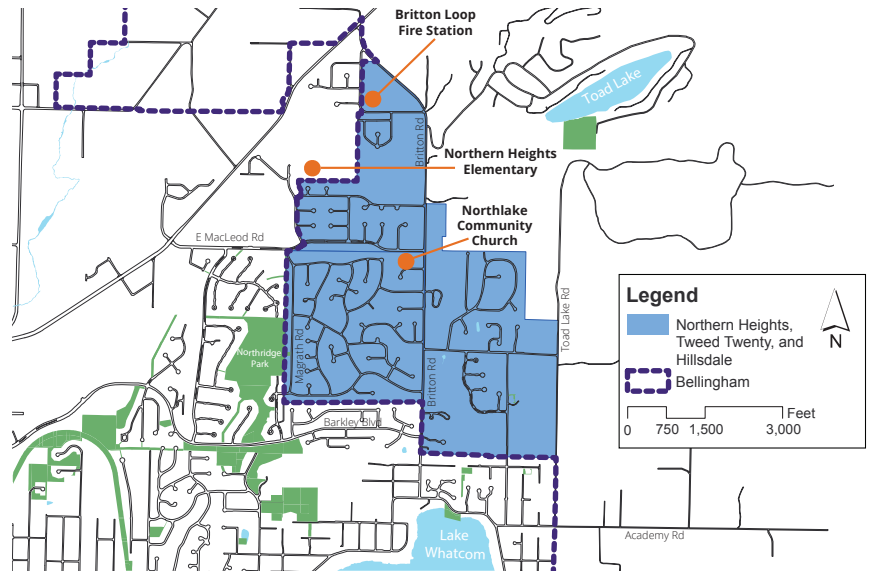 Britton Loop
Fire Station
Toad Lake
Britton Rd
Northern Heights
Elementary
Northlake
Community
Church
E MacLeod Rd
Magrath Rd
Northridge
Park
Britton Rd
Toad Lake Rd
Barkley Blvd
Lake
Whatcom
Academy Rd
Legend
Northern Heights,
Tweed Twenty, and
Hillsdale
Bellingham
N
Feet
0 750 1,500 3,000